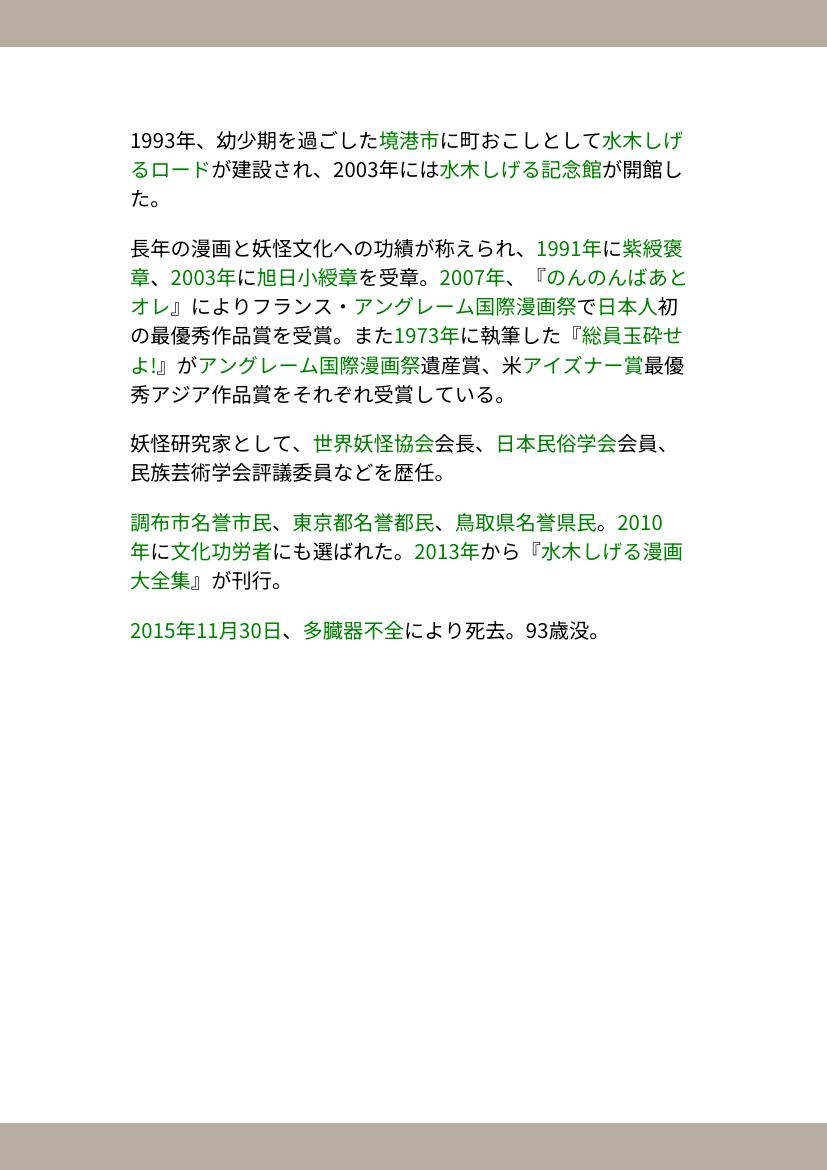 1993年、幼少期を過ごした境港市に町おこしとして水木しげ
るロードが建設され、2003年には水木しげる記念館が開館し
た。
長年の漫画と妖怪文化への功績が称えられ、1991年に紫綬褒
章、2003年に旭日小綬章を受章。2007年、『のんのんばあと
オレ』によりフランス・アングレーム国際漫画祭で日本人初
の最優秀作品賞を受賞。また1973年に執筆した『総員玉砕せ
よ!』がアングレーム国際漫画祭遺産賞、米アイズナー賞最優
秀アジア作品賞をそれぞれ受賞している。
妖怪研究家として、世界妖怪協会会長、日本民俗学会会員、
民族芸術学会評議委員などを歴任。
調布市名誉市民、東京都名誉都民、鳥取県名誉県民。2010
年に文化功労者にも選ばれた。2013年から『水木しげる漫画
大全集』が刊行。
2015年11月30日、多臓器不全により死去。93歳没。